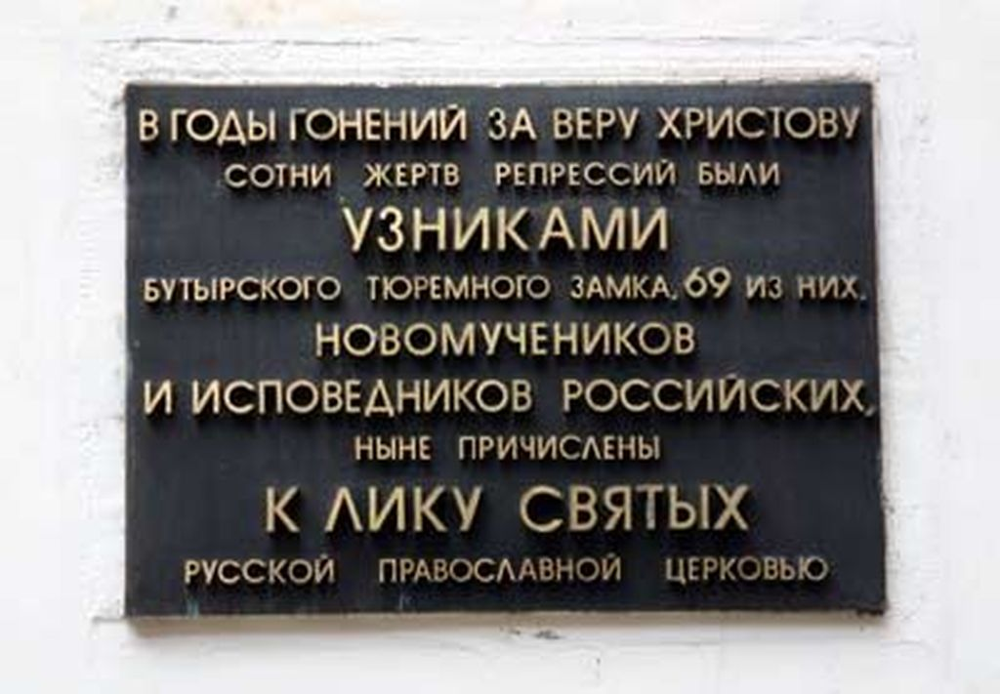 В ГОДЫ ГОНЕНИЙ ЗА ВЕРУ ХРИСТОВУ
СОТНИ ЖЕРТВ РЕПРЕССИЙ БЫЛИ
УЗНИКАМИ
БУТЫРСКОГО ТЮРЕМНОГО ЗАМКА, 69 ИЗ НИХ,
НОВОМУЧЕНИКОВ
И ИСПОВЕДНИКОВ РОССИЙСКИХ,
НЫНЕ ПРИЧИСЛЕНЫ
К ЛИКУ СВЯТЫХ
РУССКОЙ ПРАВОСЛАВНОЙ ЦЕРКОВЬЮ